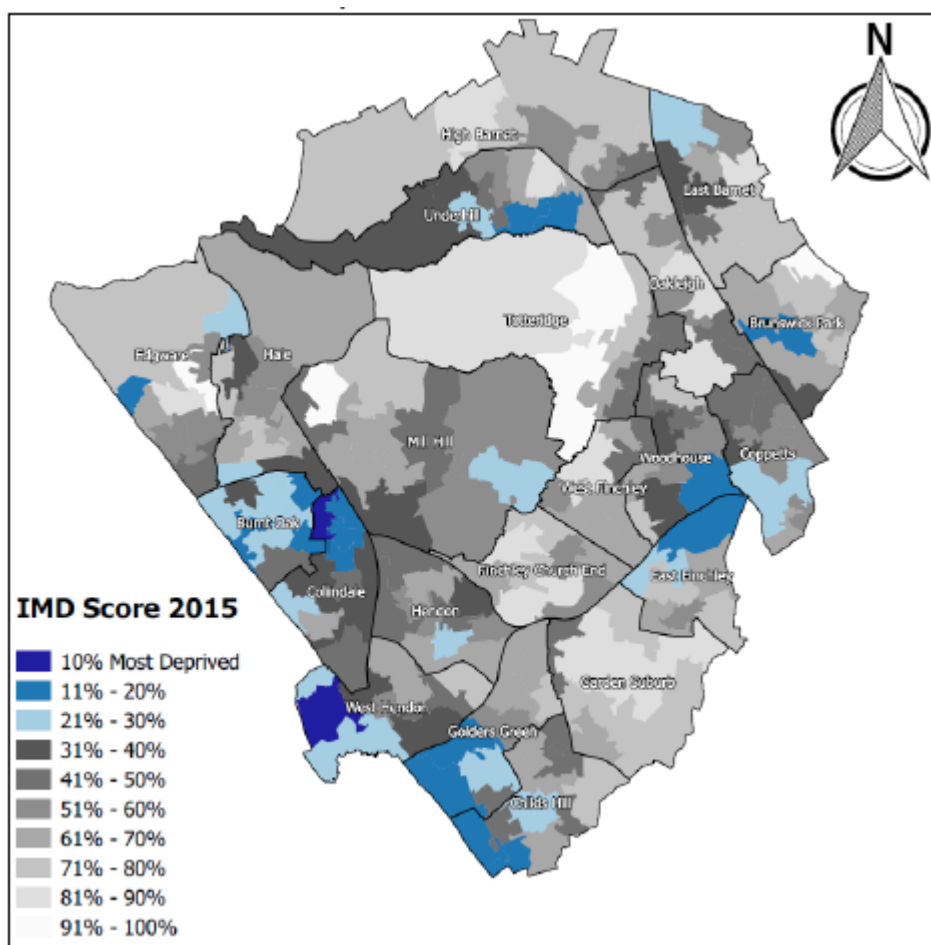 N
High Barnet
East Barnet
Underhill
Oakleigh
Totteridge
Brunswick Park
Edgware
Hale
Mill Hill
Woodhouse
Coppetts
West Finchley
Burnt Oak
Finchley Church End
East Finchley
Colindale
Hendon
Garden Suburb
West Hendon
Golders Green
Childs Hill
IMD Score 2015
10% Most Deprived
11% - 20%
21% - 30%
31% - 40%
41% - 50%
51% - 60%
61% - 70%
71% - 80%
81% - 90%
91% - 100%